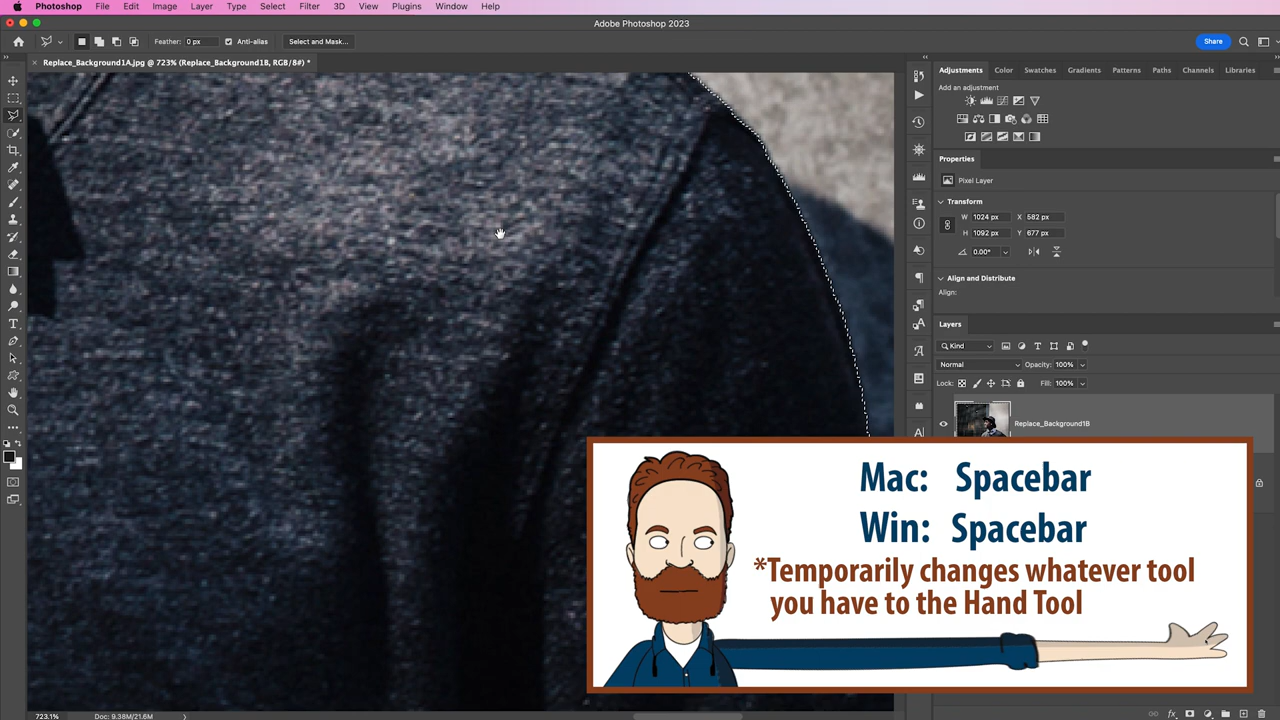 Photoshop File Edit Image Layer Type Select Filter 3D View Plugins Window Help
Adobe Photoshop 2023
Feather: 0 px Anti-alias Select and Mask... Share
Replace_Background1A.jpg @ 723% (Replace_Background1B, RGB/8#) *
Adjustments Color Swatches Gradients Patterns Paths Channels Libraries
Add an adjustment
Properties
Pixel Layer
Transform
W 1024 px X 582 px
H 1092 px Y 677 px
0.00°
Align and Distribute
Align:
Layers
Kind
Normal Opacity: 100%
Lock: Fill: 100%
Replace_Background1B
Mac: Spacebar
Win: Spacebar
*Temporarily changes whatever tool
you have to the Hand Tool
723.1% Doc: 9.38M/21.6M